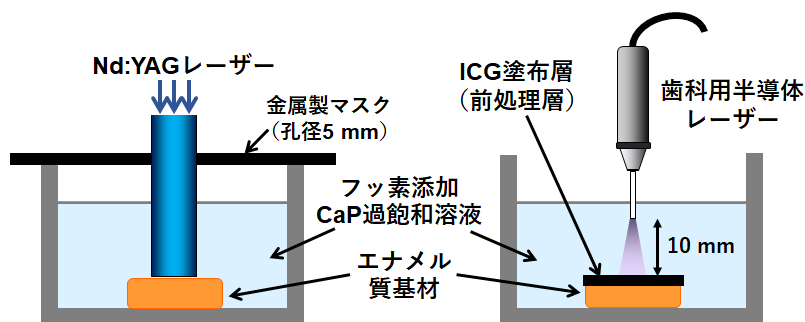 Nd:YAGレーザー
金属製マスク
（孔径5 mm）
フッ素添加
CaP過飽和溶液
エナメル
質基材
ICG塗布層
（前処理層）
歯科用半導体
レーザー
10 mm